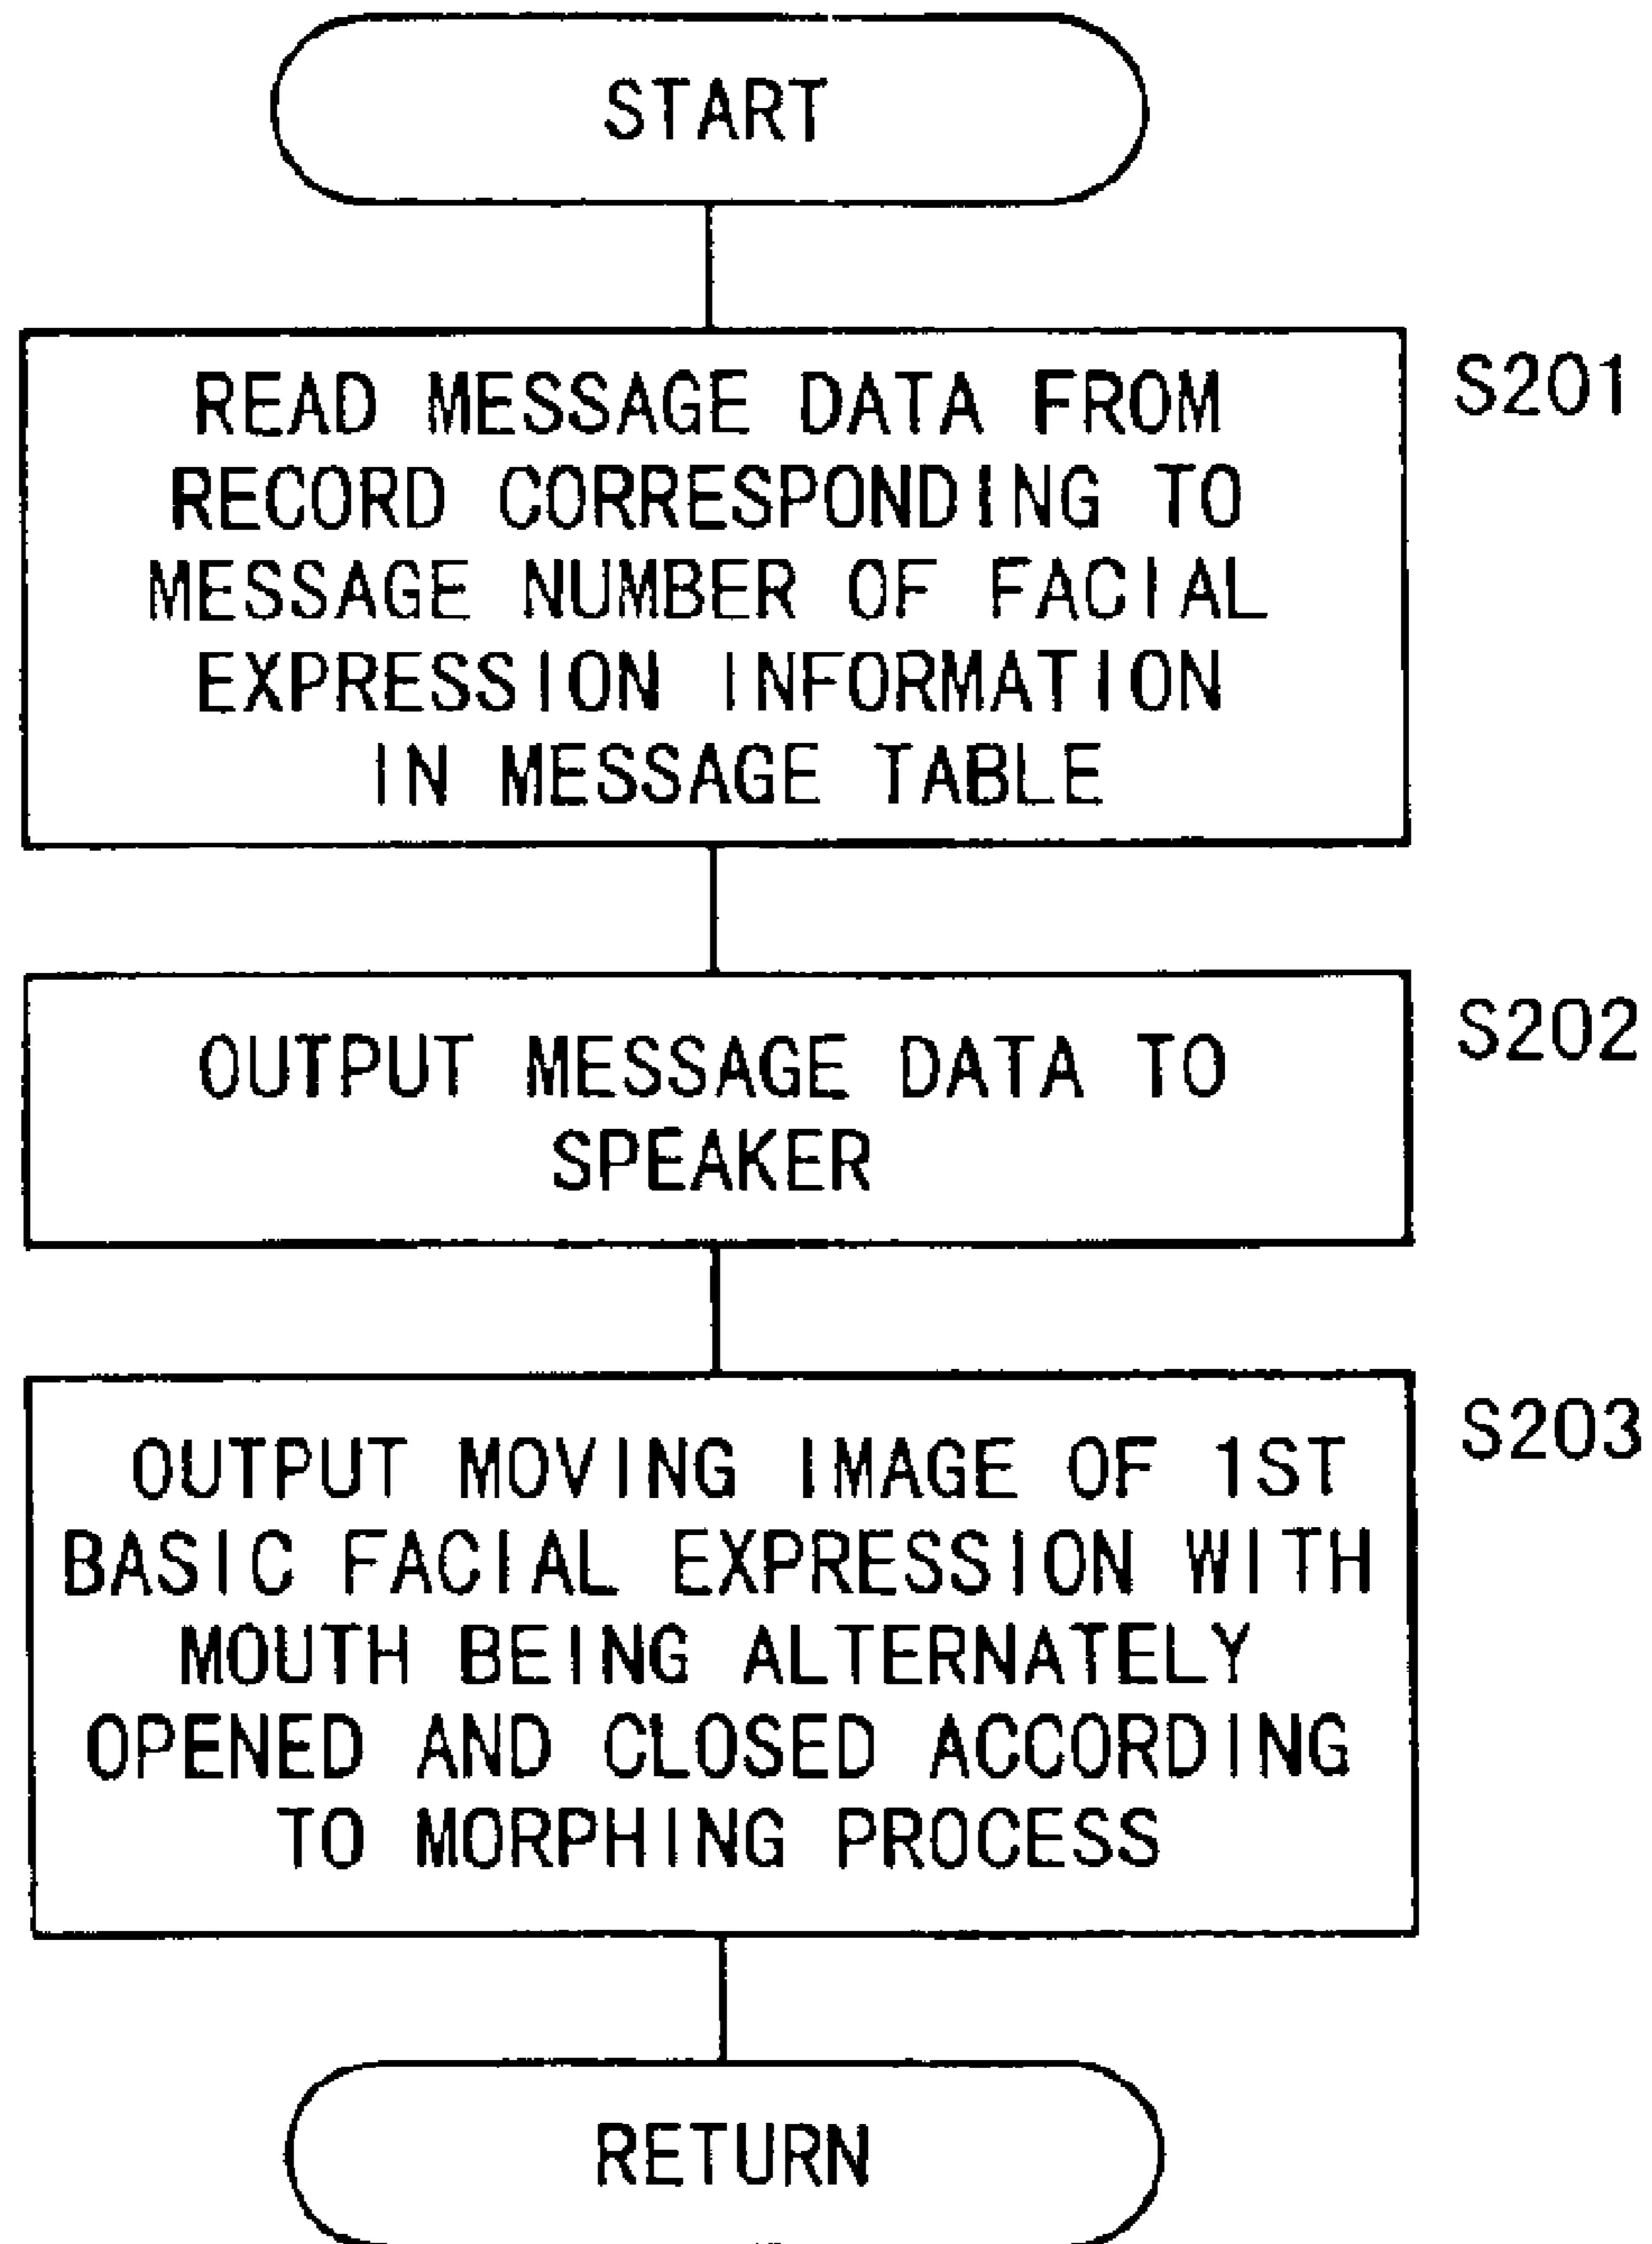 START
READ MESSAGE DATA FROM
S201
RECORD CORRESPONDING TO
MESSAGE NUMBER OF FACIAL
EXPRESSION INFORMATION
IN MESSAGE TABLE
OUTPUT MESSAGE DATA TO
S202
SPEAKER
OUTPUT MOVING IMAGE OF 1ST
S203
BASIC FACIAL EXPRESSION WITH
MOUTH BEING ALTERNATELY
OPENED AND CLOSED ACCORDING
TO MORPHING PROCESS
RETURN